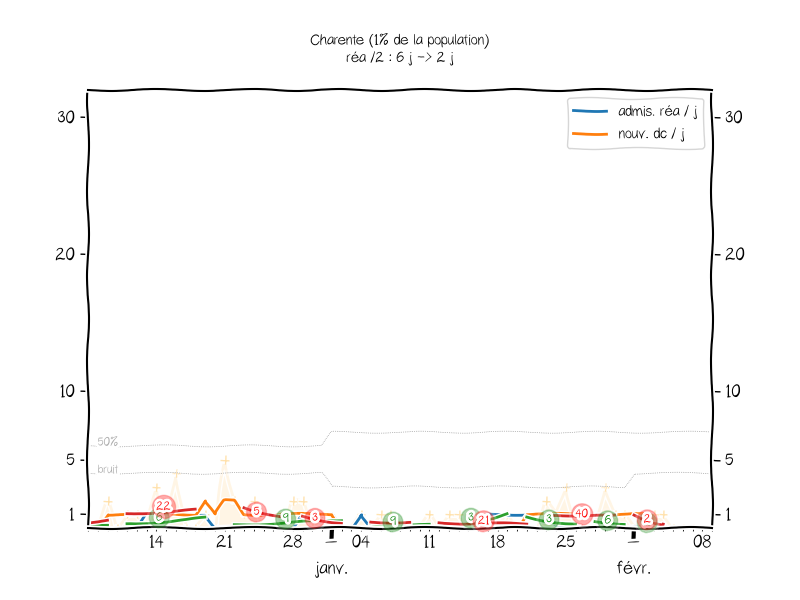 Charente (1% de la population)
réa /2 : 6 j -> 2 j
admis. réa / j
nouv. dc / j
30 30
20 20
10 10
50%
5 5
bruit
1 1
22 6 5 9 3 9 3 21 3 40 6 2
14 21 28 04 11 18 25 08
janv. févr.